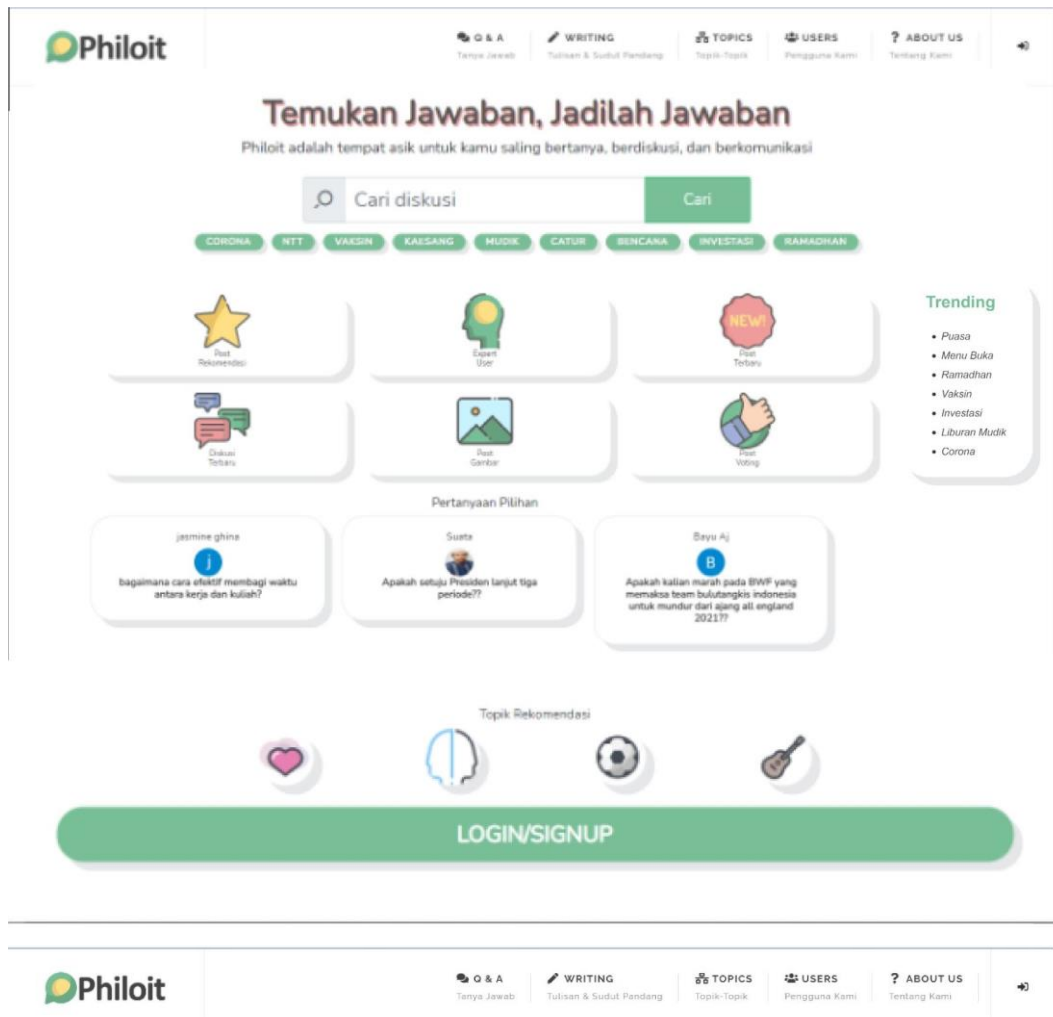 Philoit
Q & A
Tanya Jawab
WRITING
Tulisan & Sudut Pandang
TOPICS
Topik-Topik
USERS
Pengguna Kami
? ABOUT US
Tentang Kami
Temukan Jawaban, Jadilah Jawaban
Philoit adalah tempat asik untuk kamu saling bertanya, berdiskusi, dan berkomunikasi
Cari diskusi
Cari
CORONA NTT VAKSIN KAESANG MUDIK CATUR BENCANA INVESTASI RAMADHAN
Post
Rekomendasi
Expert
User
NEW!
Post
Terbaru
Diskusi
Terbaru
Post
Gambar
Post
Voting
Trending
• Puasa
• Menu Buka
• Ramadhan
• Vaksin
• Investasi
• Liburan Mudik
• Corona
Pertanyaan Pilihan
jasmine ghina
j
bagaimana cara efektif membagi waktu
antara kerja dan kuliah?
Sueta
Apakah setuju Presiden lanjut tiga
periode??
Bayu Aj
B
Apakah kalian marah pada BWF yang
memaksa team bulutangkis indonesia
untuk mundur dari ajang all england
2021??
Topik Rekomendasi
LOGIN/SIGNUP
Philoit
Q & A
Tanya Jawab
WRITING
Tulisan & Sudut Pandang
TOPICS
Topik-Topik
USERS
Pengguna Kami
? ABOUT US
Tentang Kami